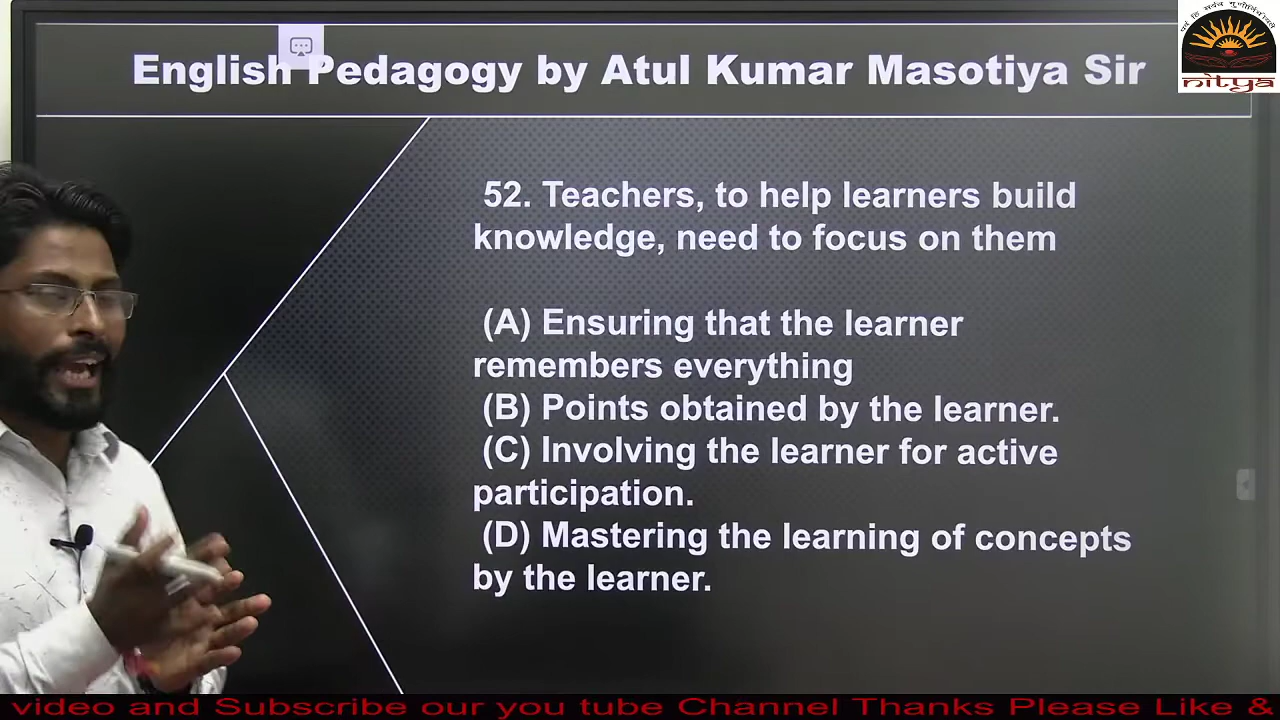 English Pedagogy by Atul Kumar Masotiya Sir
nitya
52. Teachers, to help learners build
knowledge, need to focus on them
(A) Ensuring that the learner
remembers everything
(B) Points obtained by the learner.
(C) Involving the learner for active
participation.
(D) Mastering the learning of concepts
by the learner.
video and Subscribe our you tube Channel Thanks Please Like &